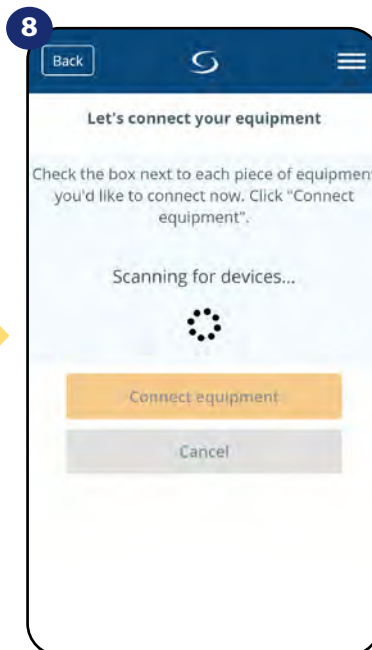 8
Back
Let's connect your equipment
Check the box next to each piece of equipment
you'd like to connect now. Click "Connect
equipment".
Scanning for devices...
Connect equipment
Cancel